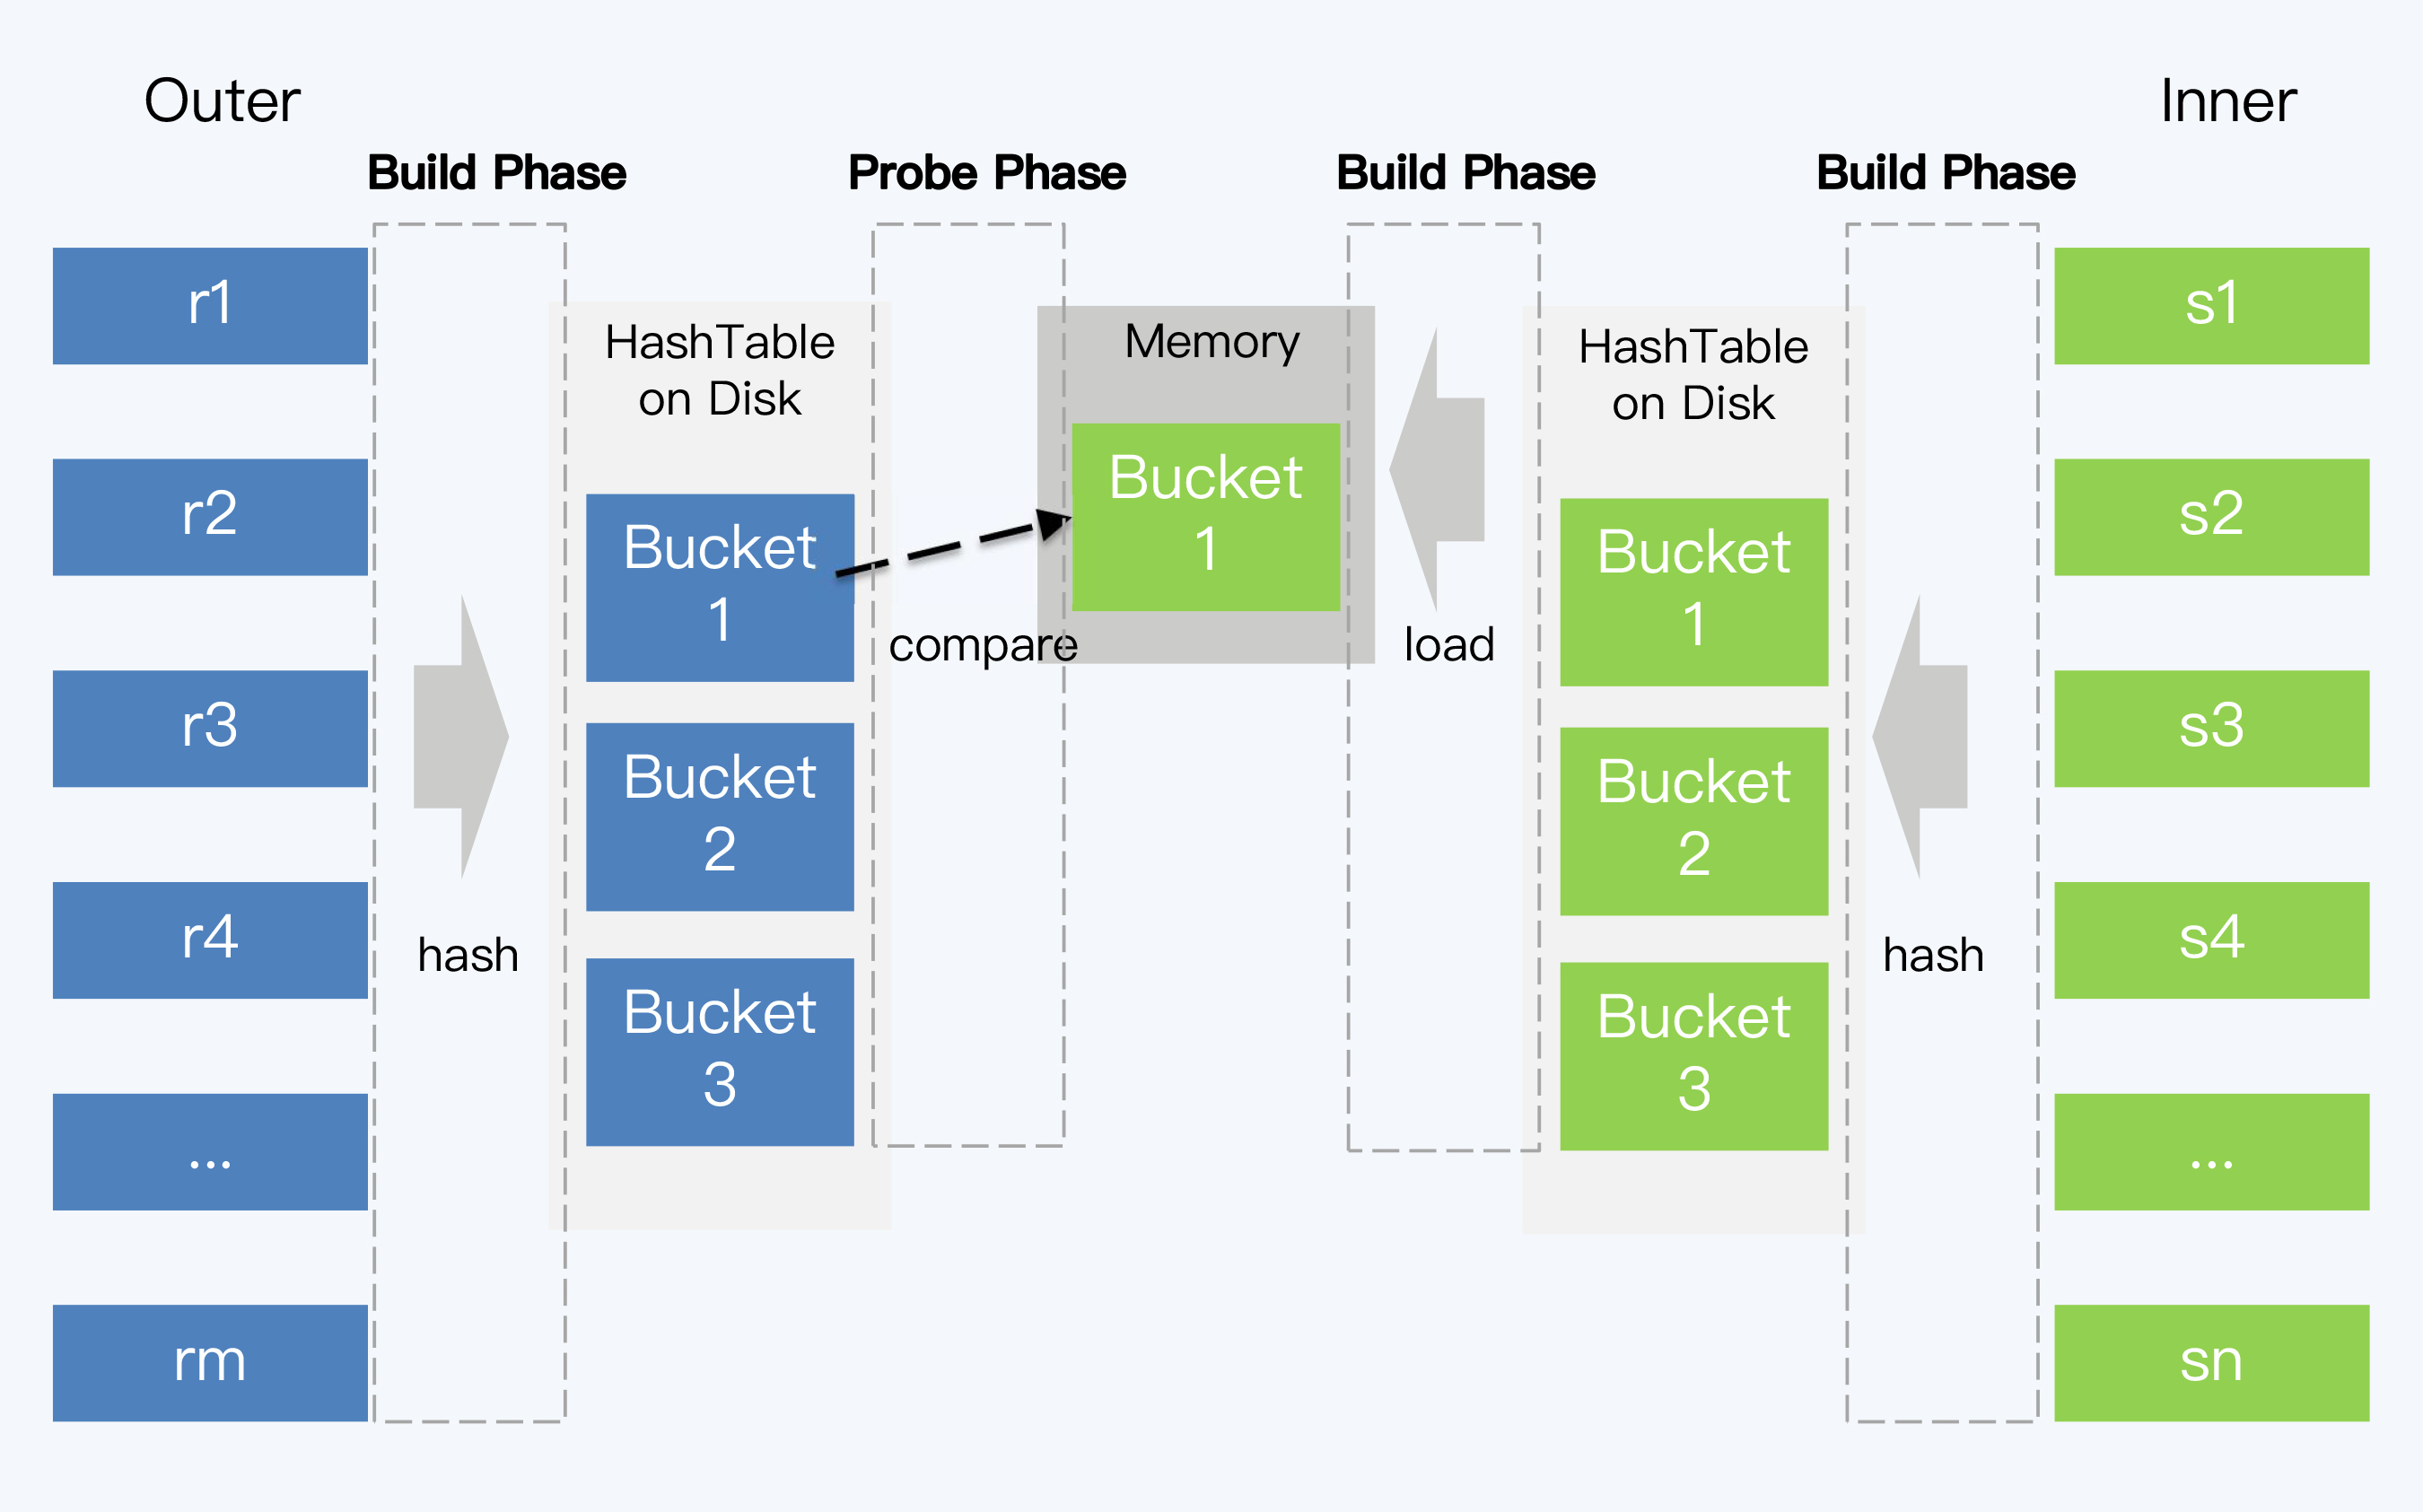 Outer
Inner
Build Phase
Probe Phase
Build Phase
Build Phase
r1
r2
r3
r4
...
rm
hash
HashTable
on Disk
Bucket
1
Bucket
2
Bucket
3
compare
Memory
Bucket
1
load
HashTable
on Disk
Bucket
1
Bucket
2
Bucket
3
hash
s1
s2
s3
s4
...
sn